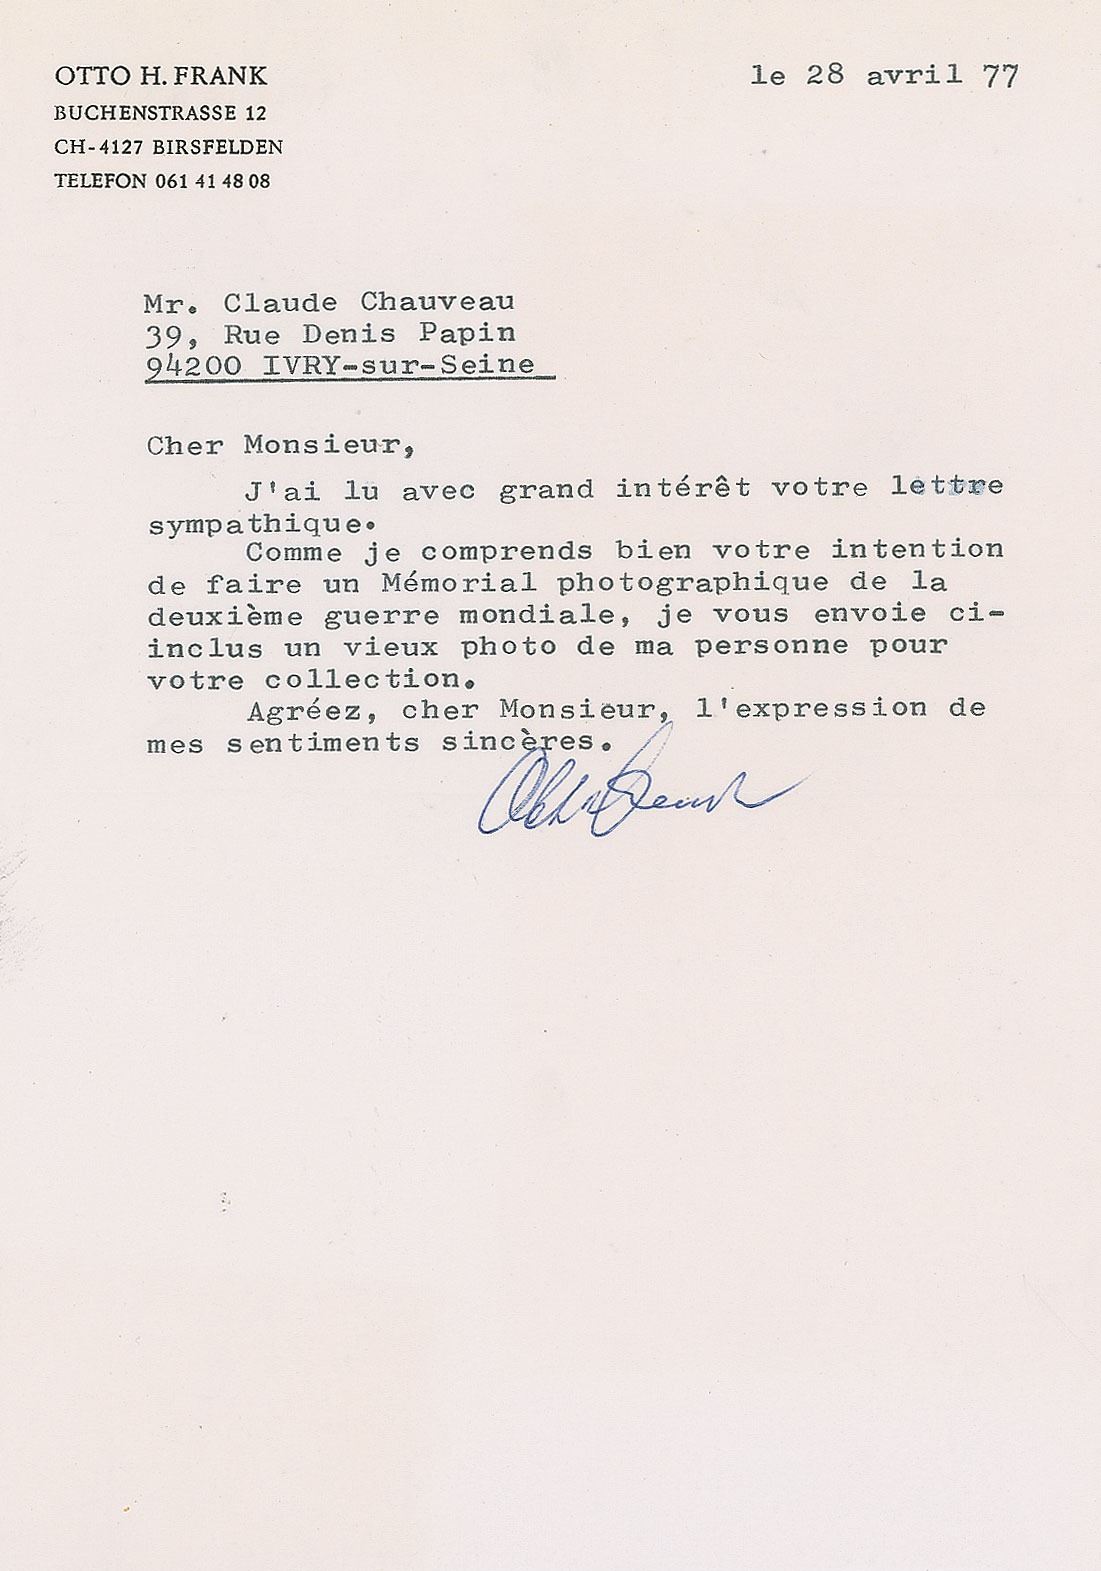 OTTO H. FRANK
BUCHENSTRASSE 12
CH-4127 BIRSFELDEN
TELEFON 061 41 48 08
le 28 avril 77
Mr. Claude Chauveau
39, Rue Denis Papin
94200 IVRY-sur-Seine
Cher Monsieur,
J'ai lu avec grand intérêt votre lettre
sympathique.
Comme je comprends bien votre intention
de faire un Mémorial photographique de la
deuxième guerre mondiale, je vous envoie ci-
inclus un vieux photo de ma personne pour
votre collection.
Agréez, cher Monsieur, l'expression de
mes sentiments sincères.
Otto Frank